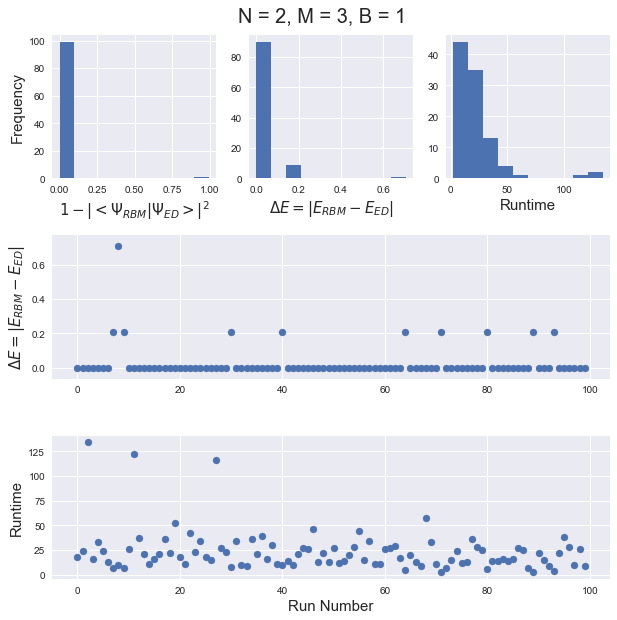 N = 2, M = 3, B = 1
100
80
60
40
20
0
Frequency
0.00 0.25 0.50 0.75 1.00
1 − | < Ψ_RBM|Ψ_ED > |²
80
60
40
20
0
0.0 0.2 0.4 0.6
ΔE = |E_RBM − E_ED|
40
30
20
10
0
0 50 100
Runtime
0.6
0.4
0.2
0.0
ΔE = |E_RBM − E_ED|
0 20 40 60 80 100
125
100
75
50
25
0
Runtime
0 20 40 60 80 100
Run Number